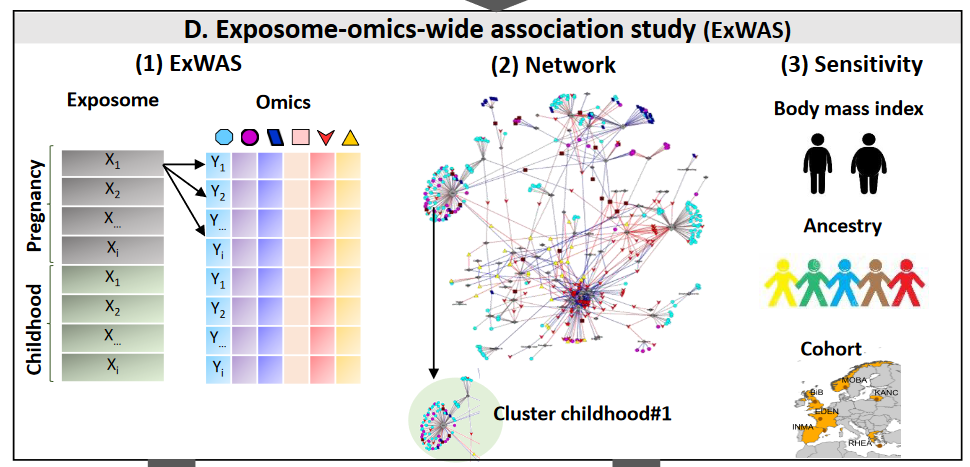 D. Exposome-omics-wide association study (ExWAS)
(1) ExWAS
(2) Network
(3) Sensitivity
Exposome
Omics
Pregnancy
X1
X2
X...
Xi
Childhood
X1
X2
X...
Xi
Y1
Y2
Y...
Yi
Y1
Y2
Y...
Yi
Cluster childhood#1
Body mass index
Ancestry
Cohort
MOBA
BiB
KANC
EDEN
INMA
RHEA